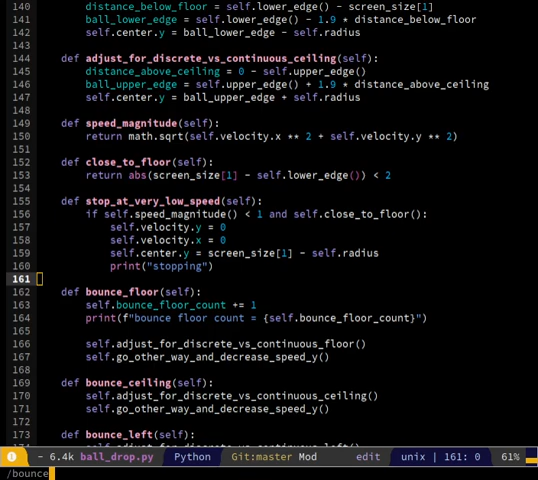 140 distance_below_floor = self.lower_edge() - screen_size[1]
141 ball_lower_edge = self.lower_edge() - 1.9 * distance_below_floor
142 self.center.y = ball_lower_edge - self.radius
143
144 def adjust_for_discrete_vs_continuous_ceiling(self):
145 distance_above_ceiling = 0 - self.upper_edge()
146 ball_upper_edge = self.upper_edge() + 1.9 * distance_above_ceiling
147 self.center.y = ball_upper_edge + self.radius
148
149 def speed_magnitude(self):
150 return math.sqrt(self.velocity.x ** 2 + self.velocity.y ** 2)
151
152 def close_to_floor(self):
153 return abs(screen_size[1] - self.lower_edge()) < 2
154
155 def stop_at_very_low_speed(self):
156 if self.speed_magnitude() < 1 and self.close_to_floor():
157 self.velocity.y = 0
158 self.velocity.x = 0
159 self.center.y = screen_size[1] - self.radius
160 print("stopping")
161
162 def bounce_floor(self):
163 self.bounce_floor_count += 1
164 print(f"bounce floor count = {self.bounce_floor_count}")
165
166 self.adjust_for_discrete_vs_continuous_floor()
167 self.go_other_way_and_decrease_speed_y()
168
169 def bounce_ceiling(self):
170 self.adjust_for_discrete_vs_continuous_ceiling()
171 self.go_other_way_and_decrease_speed_y()
172
173 def bounce_left(self):
- 6.4k ball_drop.py Python Git:master Mod edit unix | 161: 0 61%
/bounce